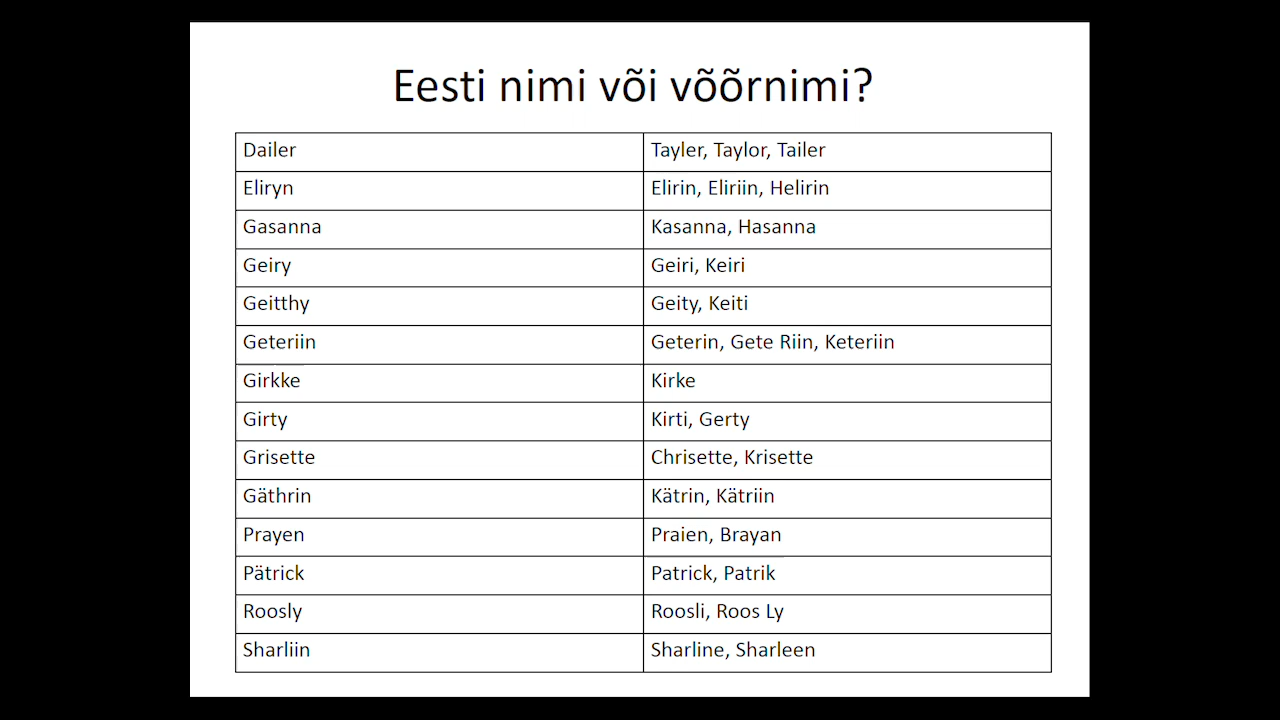 Eesti nimi või võõrnimi?
Dailer Tayler, Taylor, Tailer
Eliryn Elirin, Eliriin, Helirin
Gasanna Kasanna, Hasanna
Geiry Geiri, Keiri
Geitthy Geity, Keiti
Geteriin Geterin, Gete Riin, Keteriin
Girkke Kirke
Girty Kirti, Gerty
Grisette Chrisette, Krisette
Gäthrin Kätrin, Kätriin
Prayen Praien, Brayan
Pätrick Patrick, Patrik
Roosly Roosli, Roos Ly
Sharliin Sharline, Sharleen